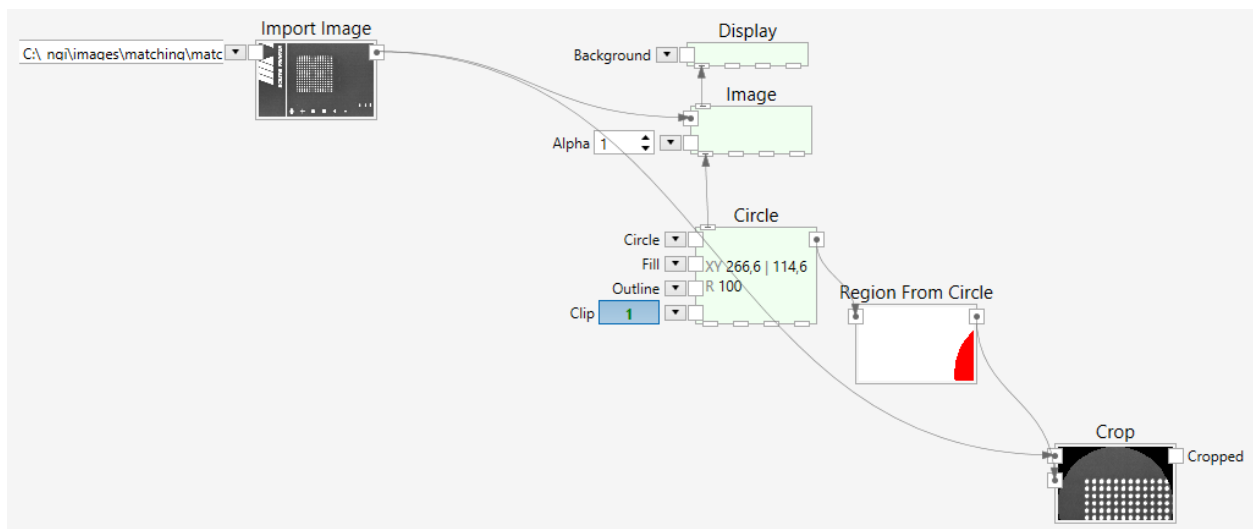 Import Image
C:\_ngi\images\matching\matc
Display
Background
Image
Alpha 1
Circle
Circle
Fill
Outline
Clip 1
XY 266,6 | 114,6
R 100
Region From Circle
Crop
Cropped